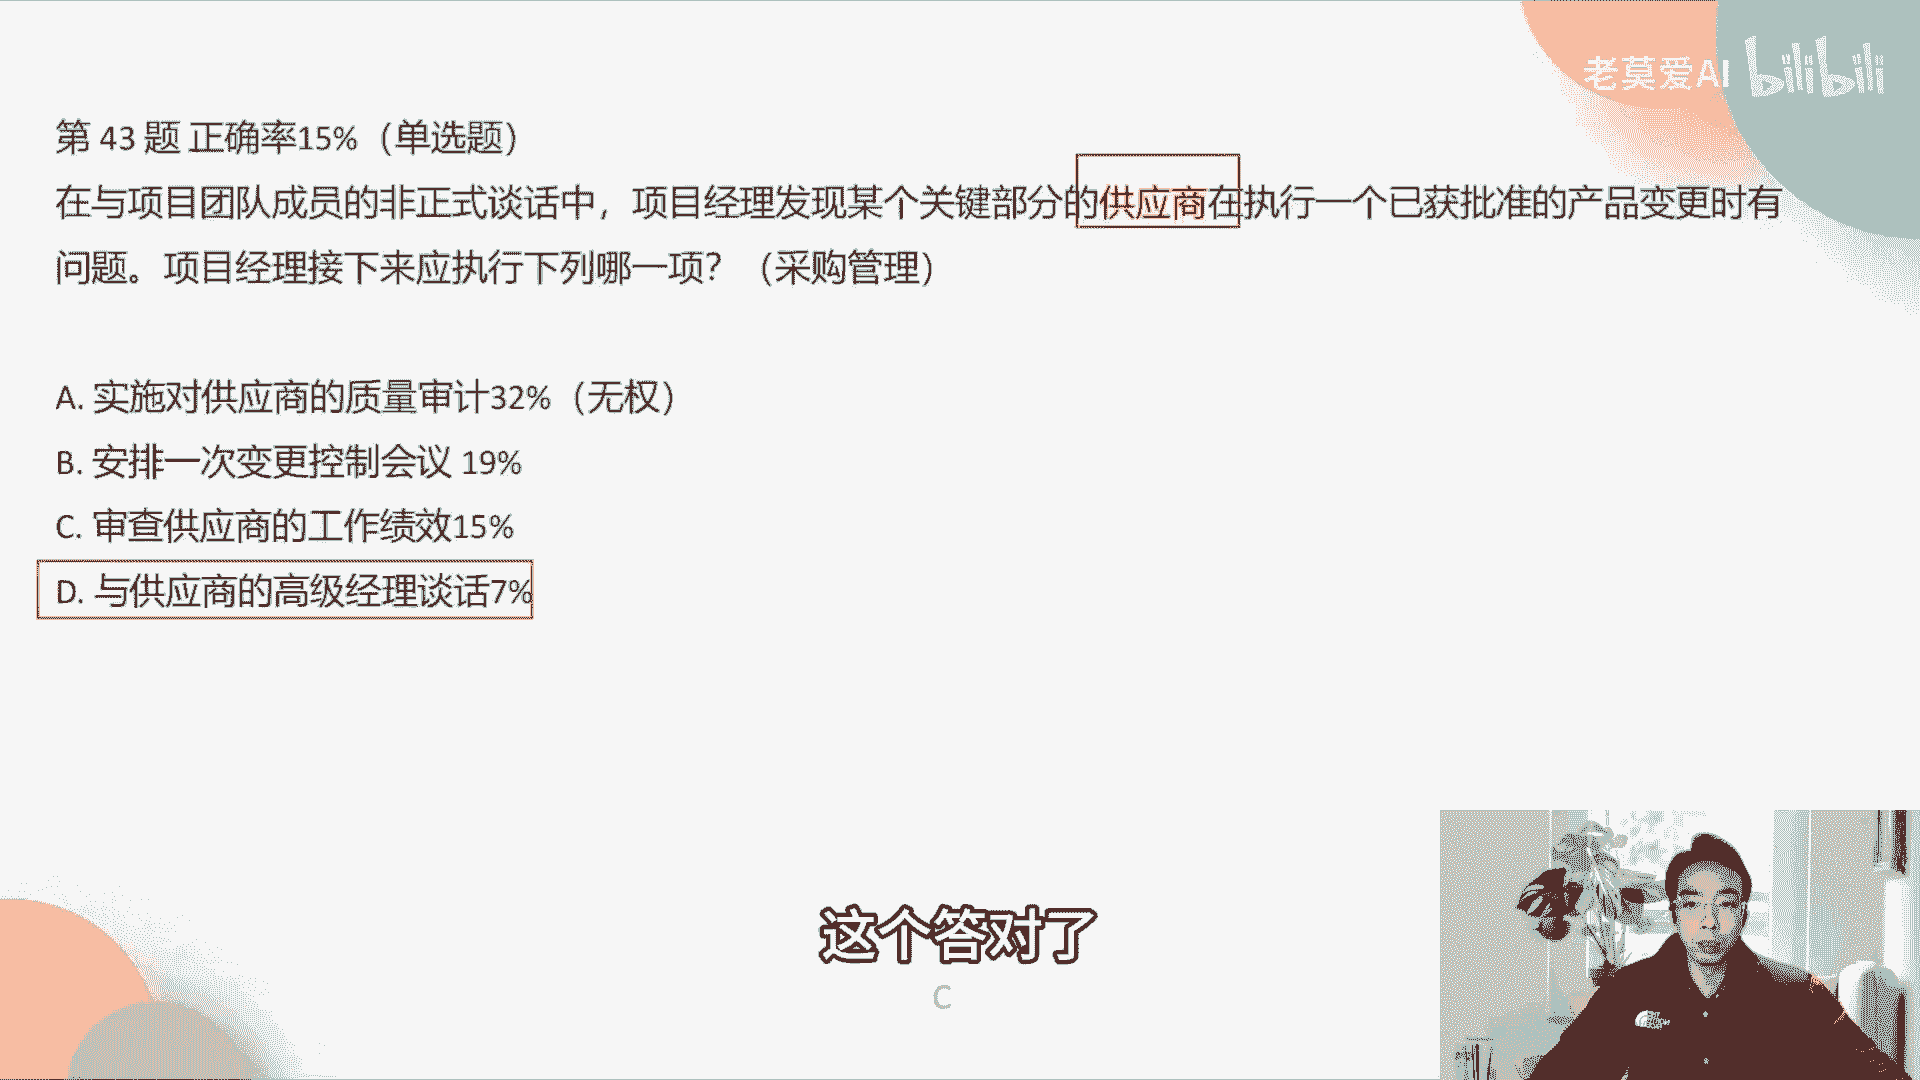 老莫爱AI bilibili
第 43 题 正确率15%（单选题）
在与项目团队成员的非正式谈话中，项目经理发现某个关键部分的供应商在执行一个已获批准的产品变更时有
问题。项目经理接下来应执行下列哪一项？（采购管理）
A. 实施对供应商的质量审计32%（无权）
B. 安排一次变更控制会议 19%
C. 审查供应商的工作绩效15%
D. 与供应商的高级经理谈话7%
这个答对了
C